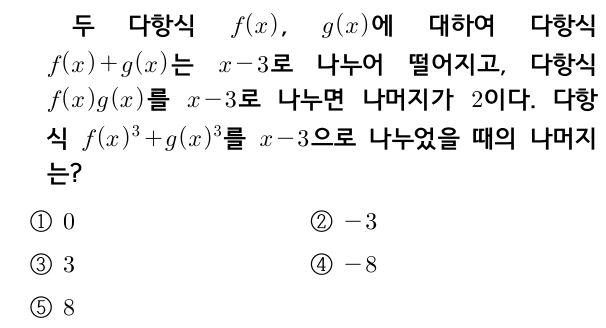 두 다항식 f(x), g(x)에 대하여 다항식
f(x)+g(x)는 x-3로 나누어 떨어지고, 다항식
f(x)g(x)를 x-3로 나누면 나머지가 2이다. 다항
식 f(x)³+g(x)³를 x-3으로 나누었을 때의 나머지
는?
① 0 ② -3
③ 3 ④ -8
⑤ 8